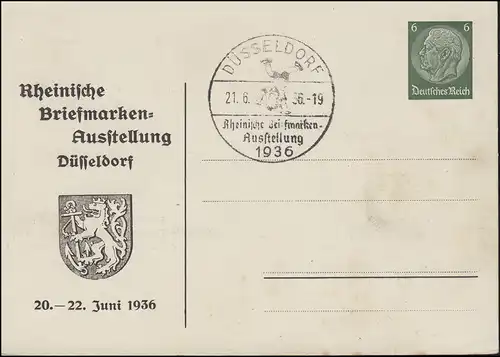 Rheinische
Briefmarken-
Ausstellung
Düsseldorf
20.—22. Juni 1936
DÜSSELDORF
21.6. 36.-19
Rheinische Briefmarken-
Ausstellung
1936
6 6
Deutsches Reich